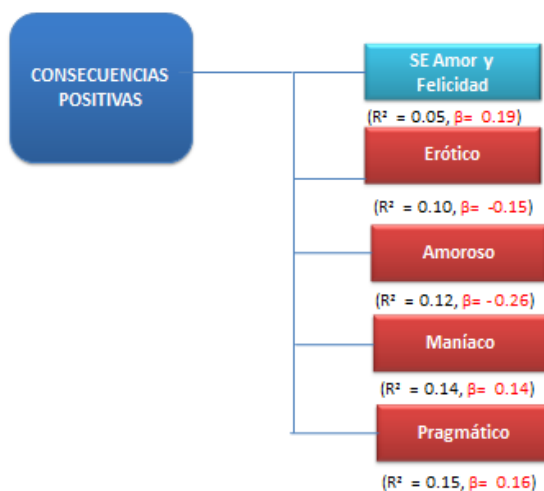 CONSECUENCIAS
POSITIVAS
SE Amor y
Felicidad
(R² = 0.05, β= 0.19)
Erótico
(R² = 0.10, β= -0.15)
Amoroso
(R² = 0.12, β= -0.26)
Maníaco
(R² = 0.14, β= 0.14)
Pragmático
(R² = 0.15, β= 0.16)